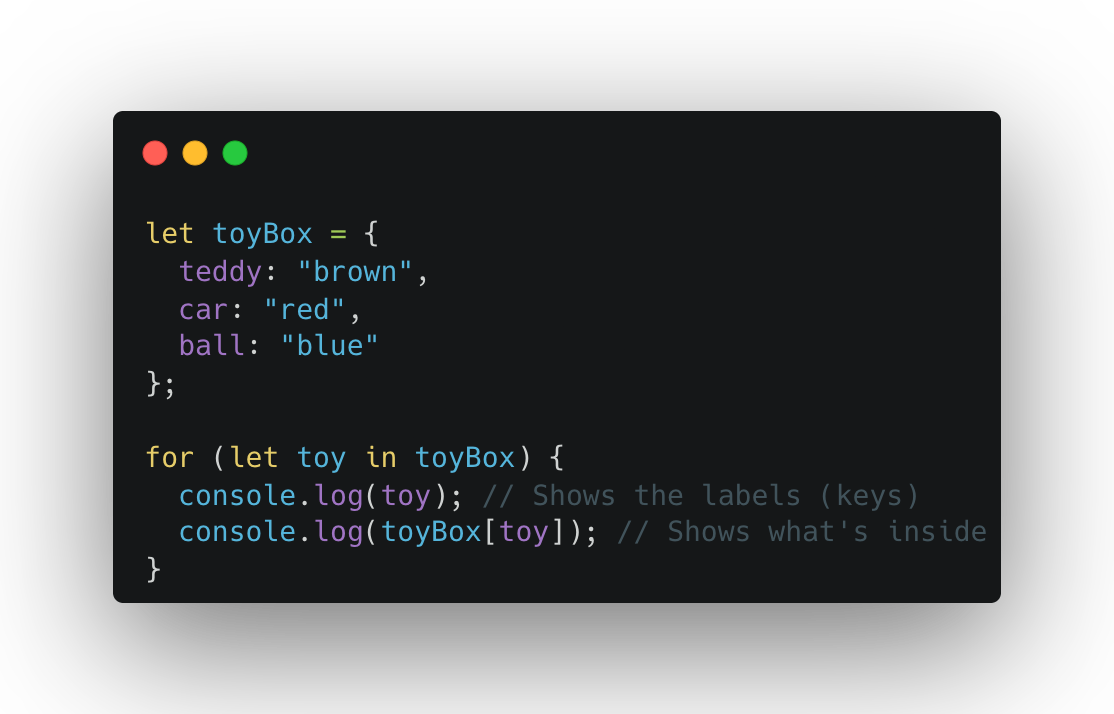 let toyBox = {
  teddy: "brown",
  car: "red",
  ball: "blue"
};

for (let toy in toyBox) {
  console.log(toy); // Shows the labels (keys)
  console.log(toyBox[toy]); // Shows what's inside
}